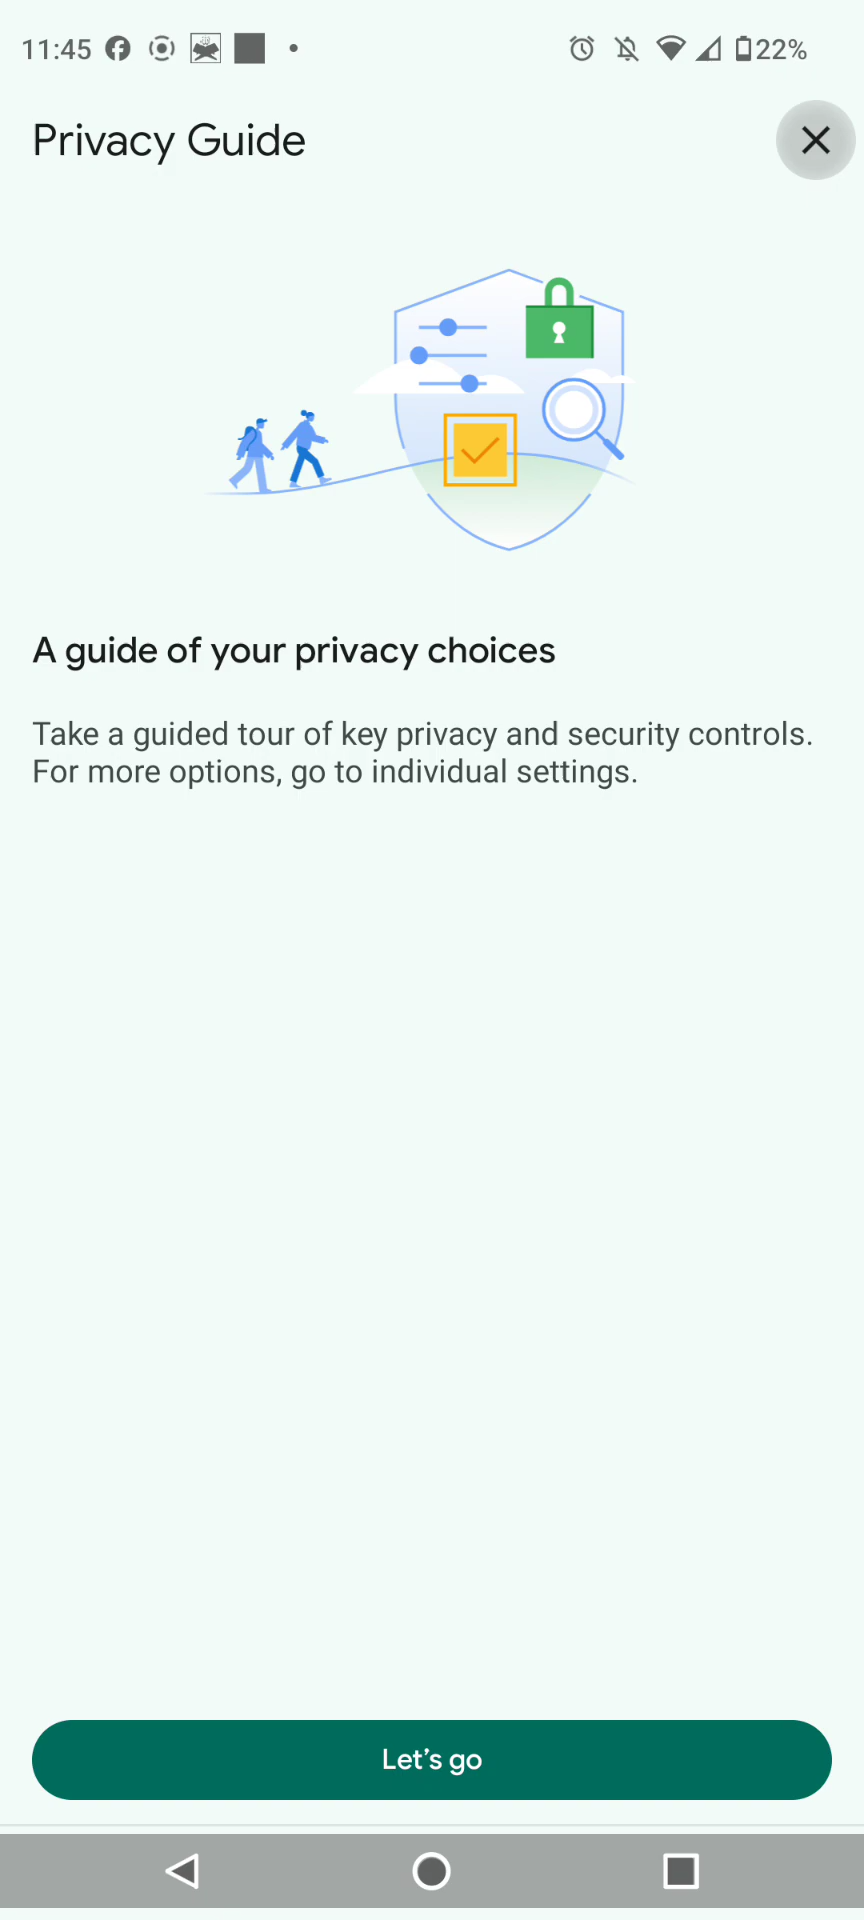 11:45 22%
Privacy Guide
A guide of your privacy choices
Take a guided tour of key privacy and security controls.
For more options, go to individual settings.
Let’s go